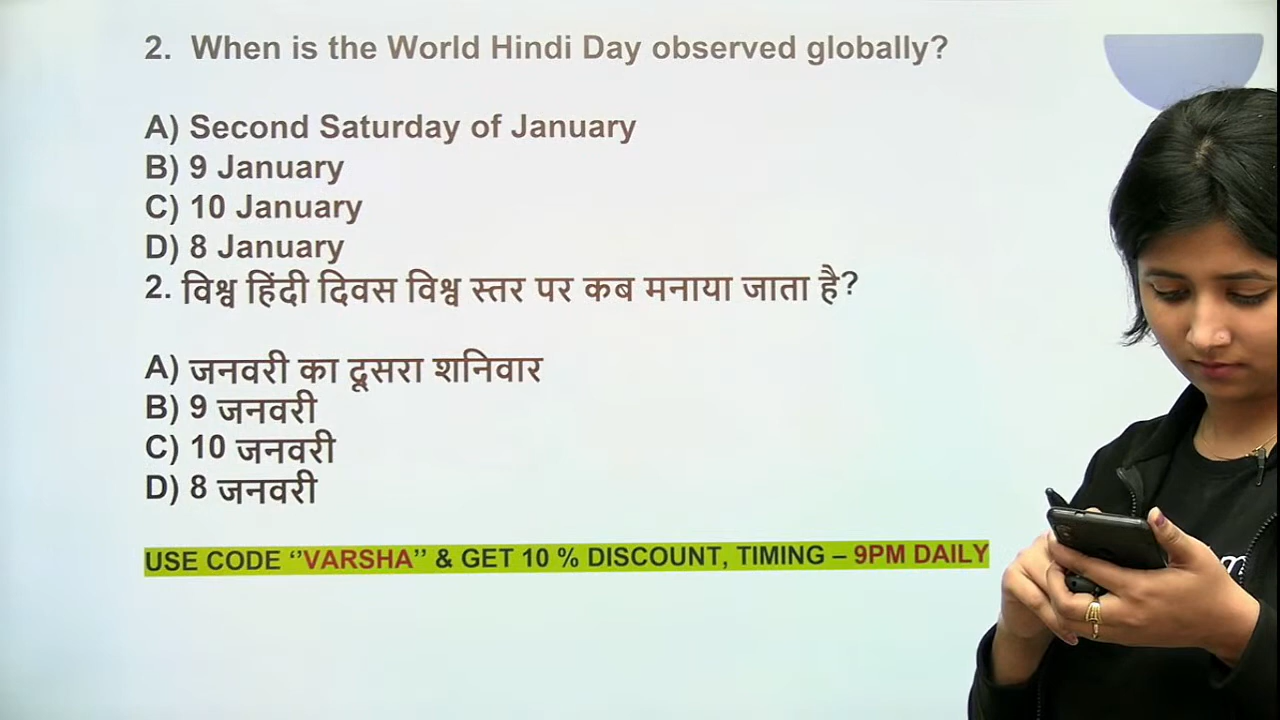 2. When is the World Hindi Day observed globally?
A) Second Saturday of January
B) 9 January
C) 10 January
D) 8 January
2. विश्व हिंदी दिवस विश्व स्तर पर कब मनाया जाता है?
A) जनवरी का दूसरा शनिवार
B) 9 जनवरी
C) 10 जनवरी
D) 8 जनवरी
USE CODE “VARSHA” & GET 10 % DISCOUNT, TIMING – 9PM DAILY